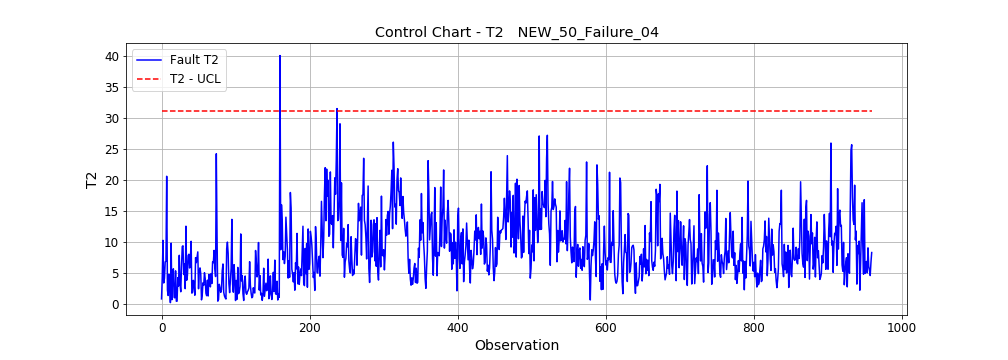 Control Chart - T2   NEW_50_Failure_04
Fault T2
T2 - UCL
T2
40
35
30
25
20
15
10
5
0
0 200 400 600 800 1000
Observation